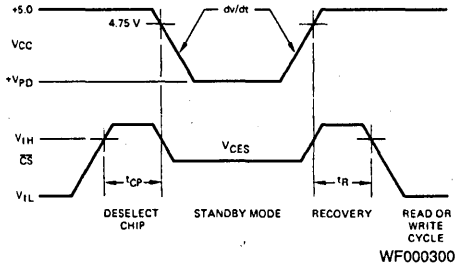 +5.0
dv/dt
4.75 V
VCC
+VPD
VIH
CS
VCES
tCP
tR
VIL
DESELECT CHIP
STANDBY MODE
RECOVERY
READ OR WRITE CYCLE
WF000300